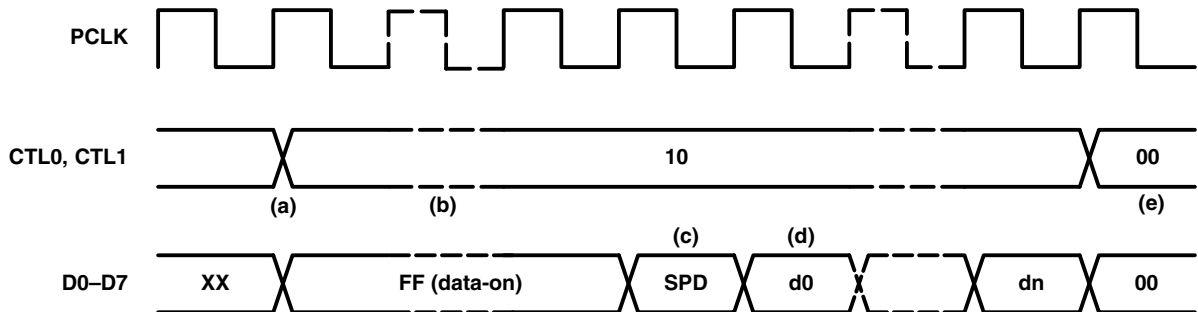 PCLK
CTL0, CTL1
10
00
(a)
(b)
(e)
(c)
(d)
D0–D7
XX
FF (data-on)
SPD
d0
dn
00